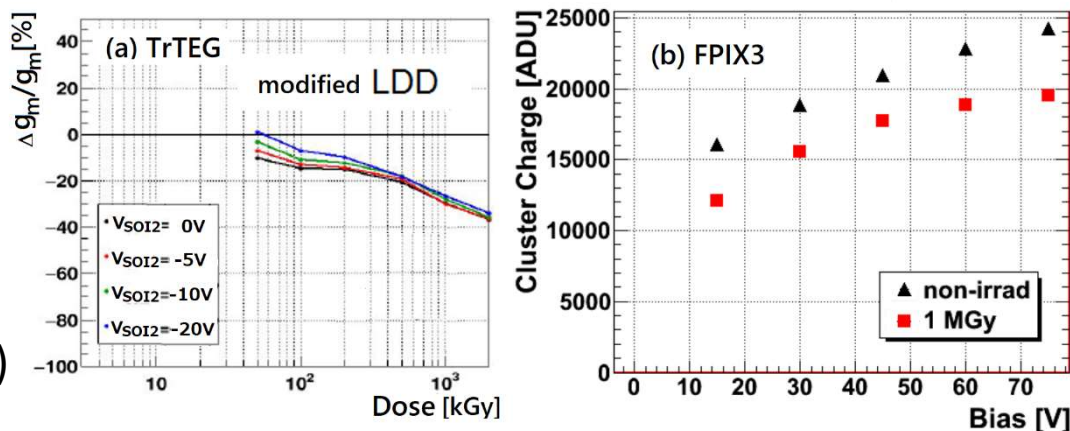 (a) TrTEG
modified LDD
Δgm/gm[%]
40
20
0
−20
−40
−60
−80
−100
VSOI2= 0V
VSOI2= -5V
VSOI2=-10V
VSOI2=-20V
10
10²
10³
Dose [kGy]
)
(b) FPIX3
Cluster Charge [ADU]
25000
20000
15000
10000
5000
0
non-irrad
1 MGy
0 10 20 30 40 50 60 70
Bias [V]